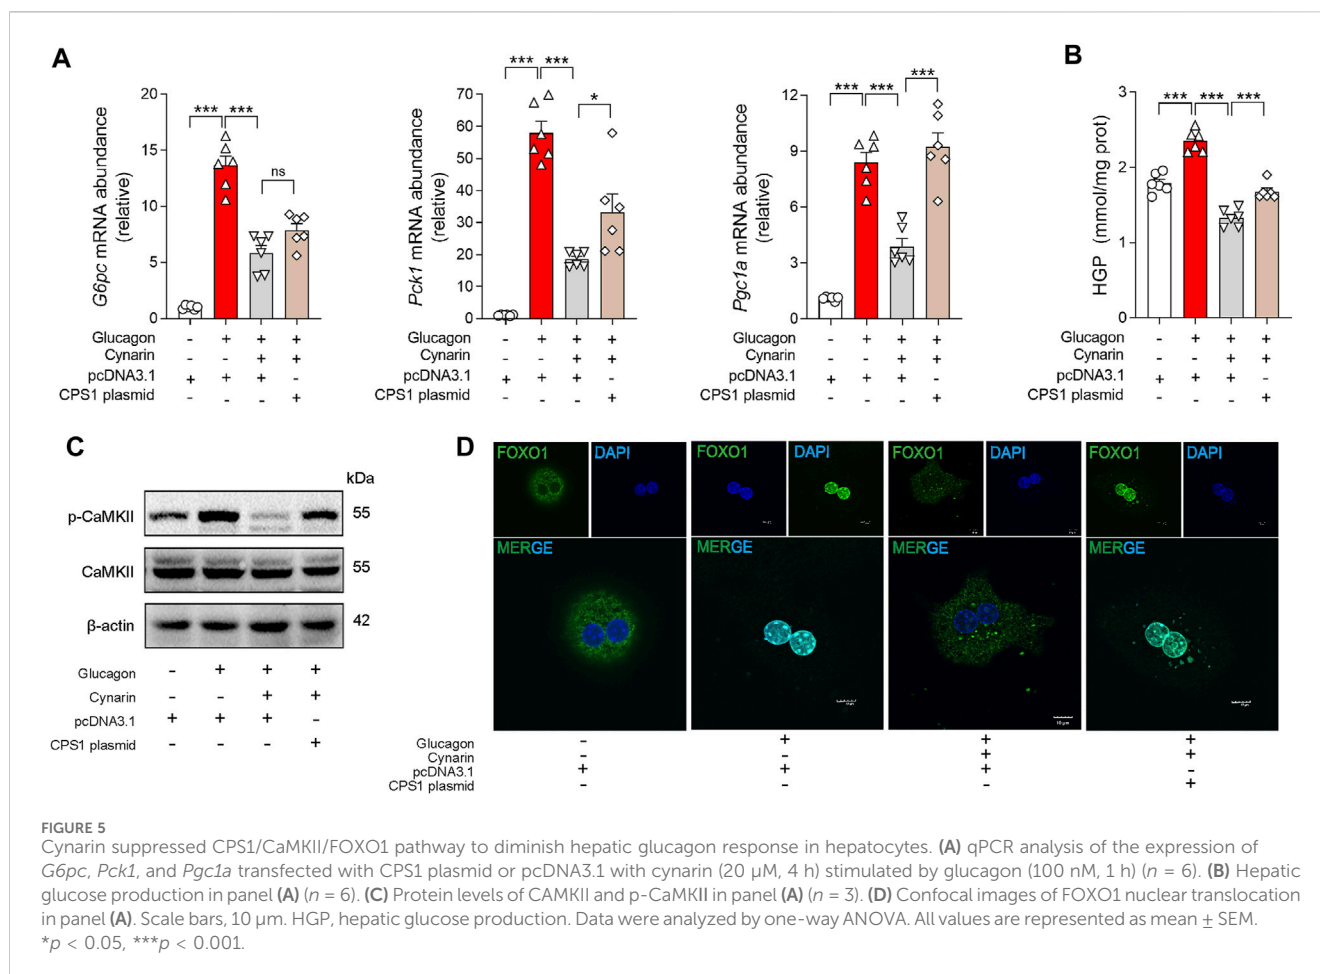 A
*** ***
20
15
10
5
0
G6pc mRNA abundance
(relative)
ns
Glucagon - + + +
Cynarin - - + +
pcDNA3.1 + + + -
CPS1 plasmid - - - +
*** ***
*
70
60
50
40
30
20
10
0
Pck1 mRNA abundance
(relative)
Glucagon - + + +
Cynarin - - + +
pcDNA3.1 + + + -
CPS1 plasmid - - - +
*** *** ***
12
9
6
3
0
Pgc1a mRNA abundance
(relative)
Glucagon - + + +
Cynarin - - + +
pcDNA3.1 + + + -
CPS1 plasmid - - - +
B
*** *** ***
3
2
1
0
HGP (mmol/mg prot)
Glucagon - + + +
Cynarin - - + +
pcDNA3.1 + + + -
CPS1 plasmid - - - +
C
kDa
p-CaMKII 55
CaMKII 55
β-actin 42
Glucagon - + + +
Cynarin - - + +
pcDNA3.1 + + + -
CPS1 plasmid - - - +
D
FOXO1 DAPI FOXO1 DAPI FOXO1 DAPI FOXO1 DAPI
MERGE MERGE MERGE MERGE
10 μm
Glucagon - + + +
Cynarin - - + +
pcDNA3.1 + + + -
CPS1 plasmid - - - +
FIGURE 5
Cynarin suppressed CPS1/CaMKII/FOXO1 pathway to diminish hepatic glucagon response in hepatocytes. (A) qPCR analysis of the expression of
G6pc, Pck1, and Pgc1a transfected with CPS1 plasmid or pcDNA3.1 with cynarin (20 μM, 4 h) stimulated by glucagon (100 nM, 1 h) (n = 6). (B) Hepatic
glucose production in panel (A) (n = 6). (C) Protein levels of CAMKII and p-CaMKII in panel (A) (n = 3). (D) Confocal images of FOXO1 nuclear translocation
in panel (A). Scale bars, 10 μm. HGP, hepatic glucose production. Data were analyzed by one-way ANOVA. All values are represented as mean ± SEM.
*p < 0.05, ***p < 0.001.